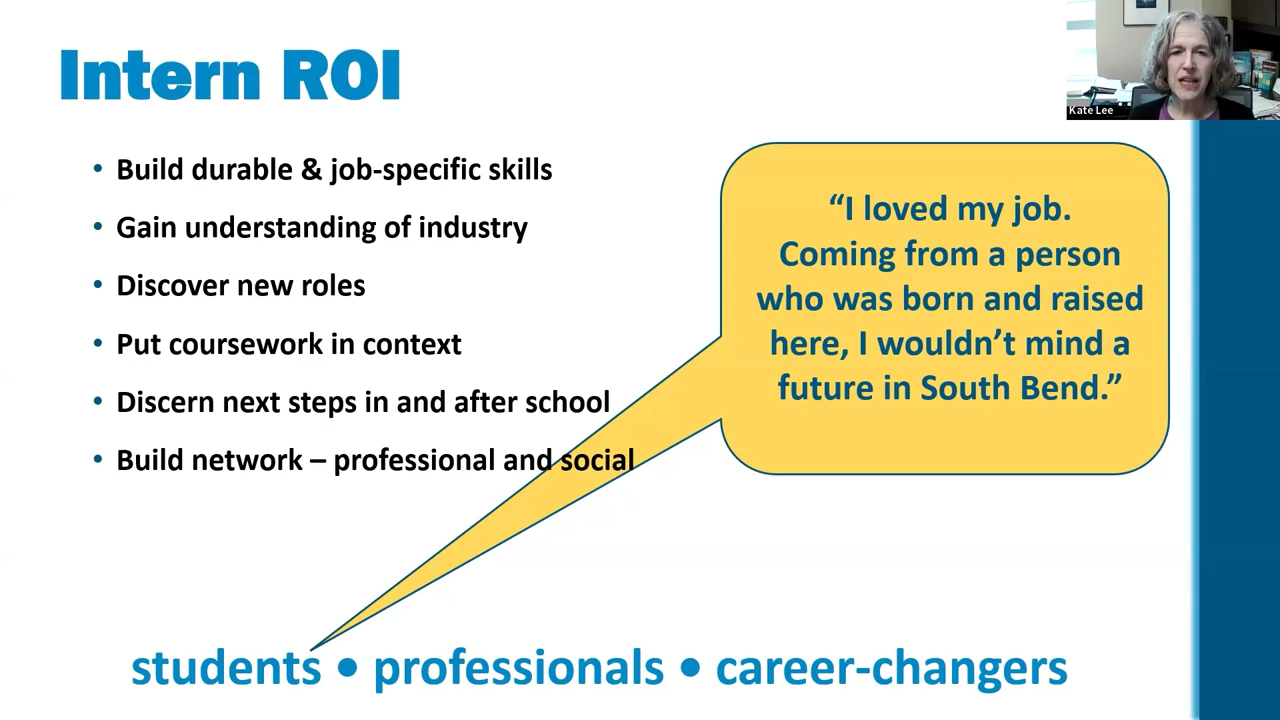 Intern ROI
Kate Lee
• Build durable & job-specific skills
• Gain understanding of industry
• Discover new roles
• Put coursework in context
• Discern next steps in and after school
• Build network – professional and social
“I loved my job.
Coming from a person
who was born and raised
here, I wouldn’t mind a
future in South Bend.”
students • professionals • career-changers